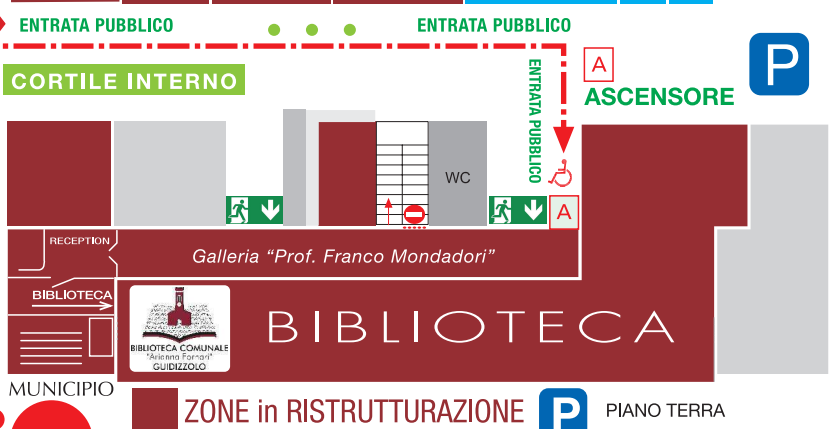 ENTRATA PUBBLICO
ENTRATA PUBBLICO
CORTILE INTERNO
ENTRATA PUBBLICO
A
ASCENSORE
P
WC
A
RECEPTION
Galleria “Prof. Franco Mondadori”
BIBLIOTECA
BIBLIOTECA COMUNALE
"Arianna Fornari"
GUIDIZZOLO
BIBLIOTECA
MUNICIPIO
ZONE in RISTRUTTURAZIONE
P
PIANO TERRA